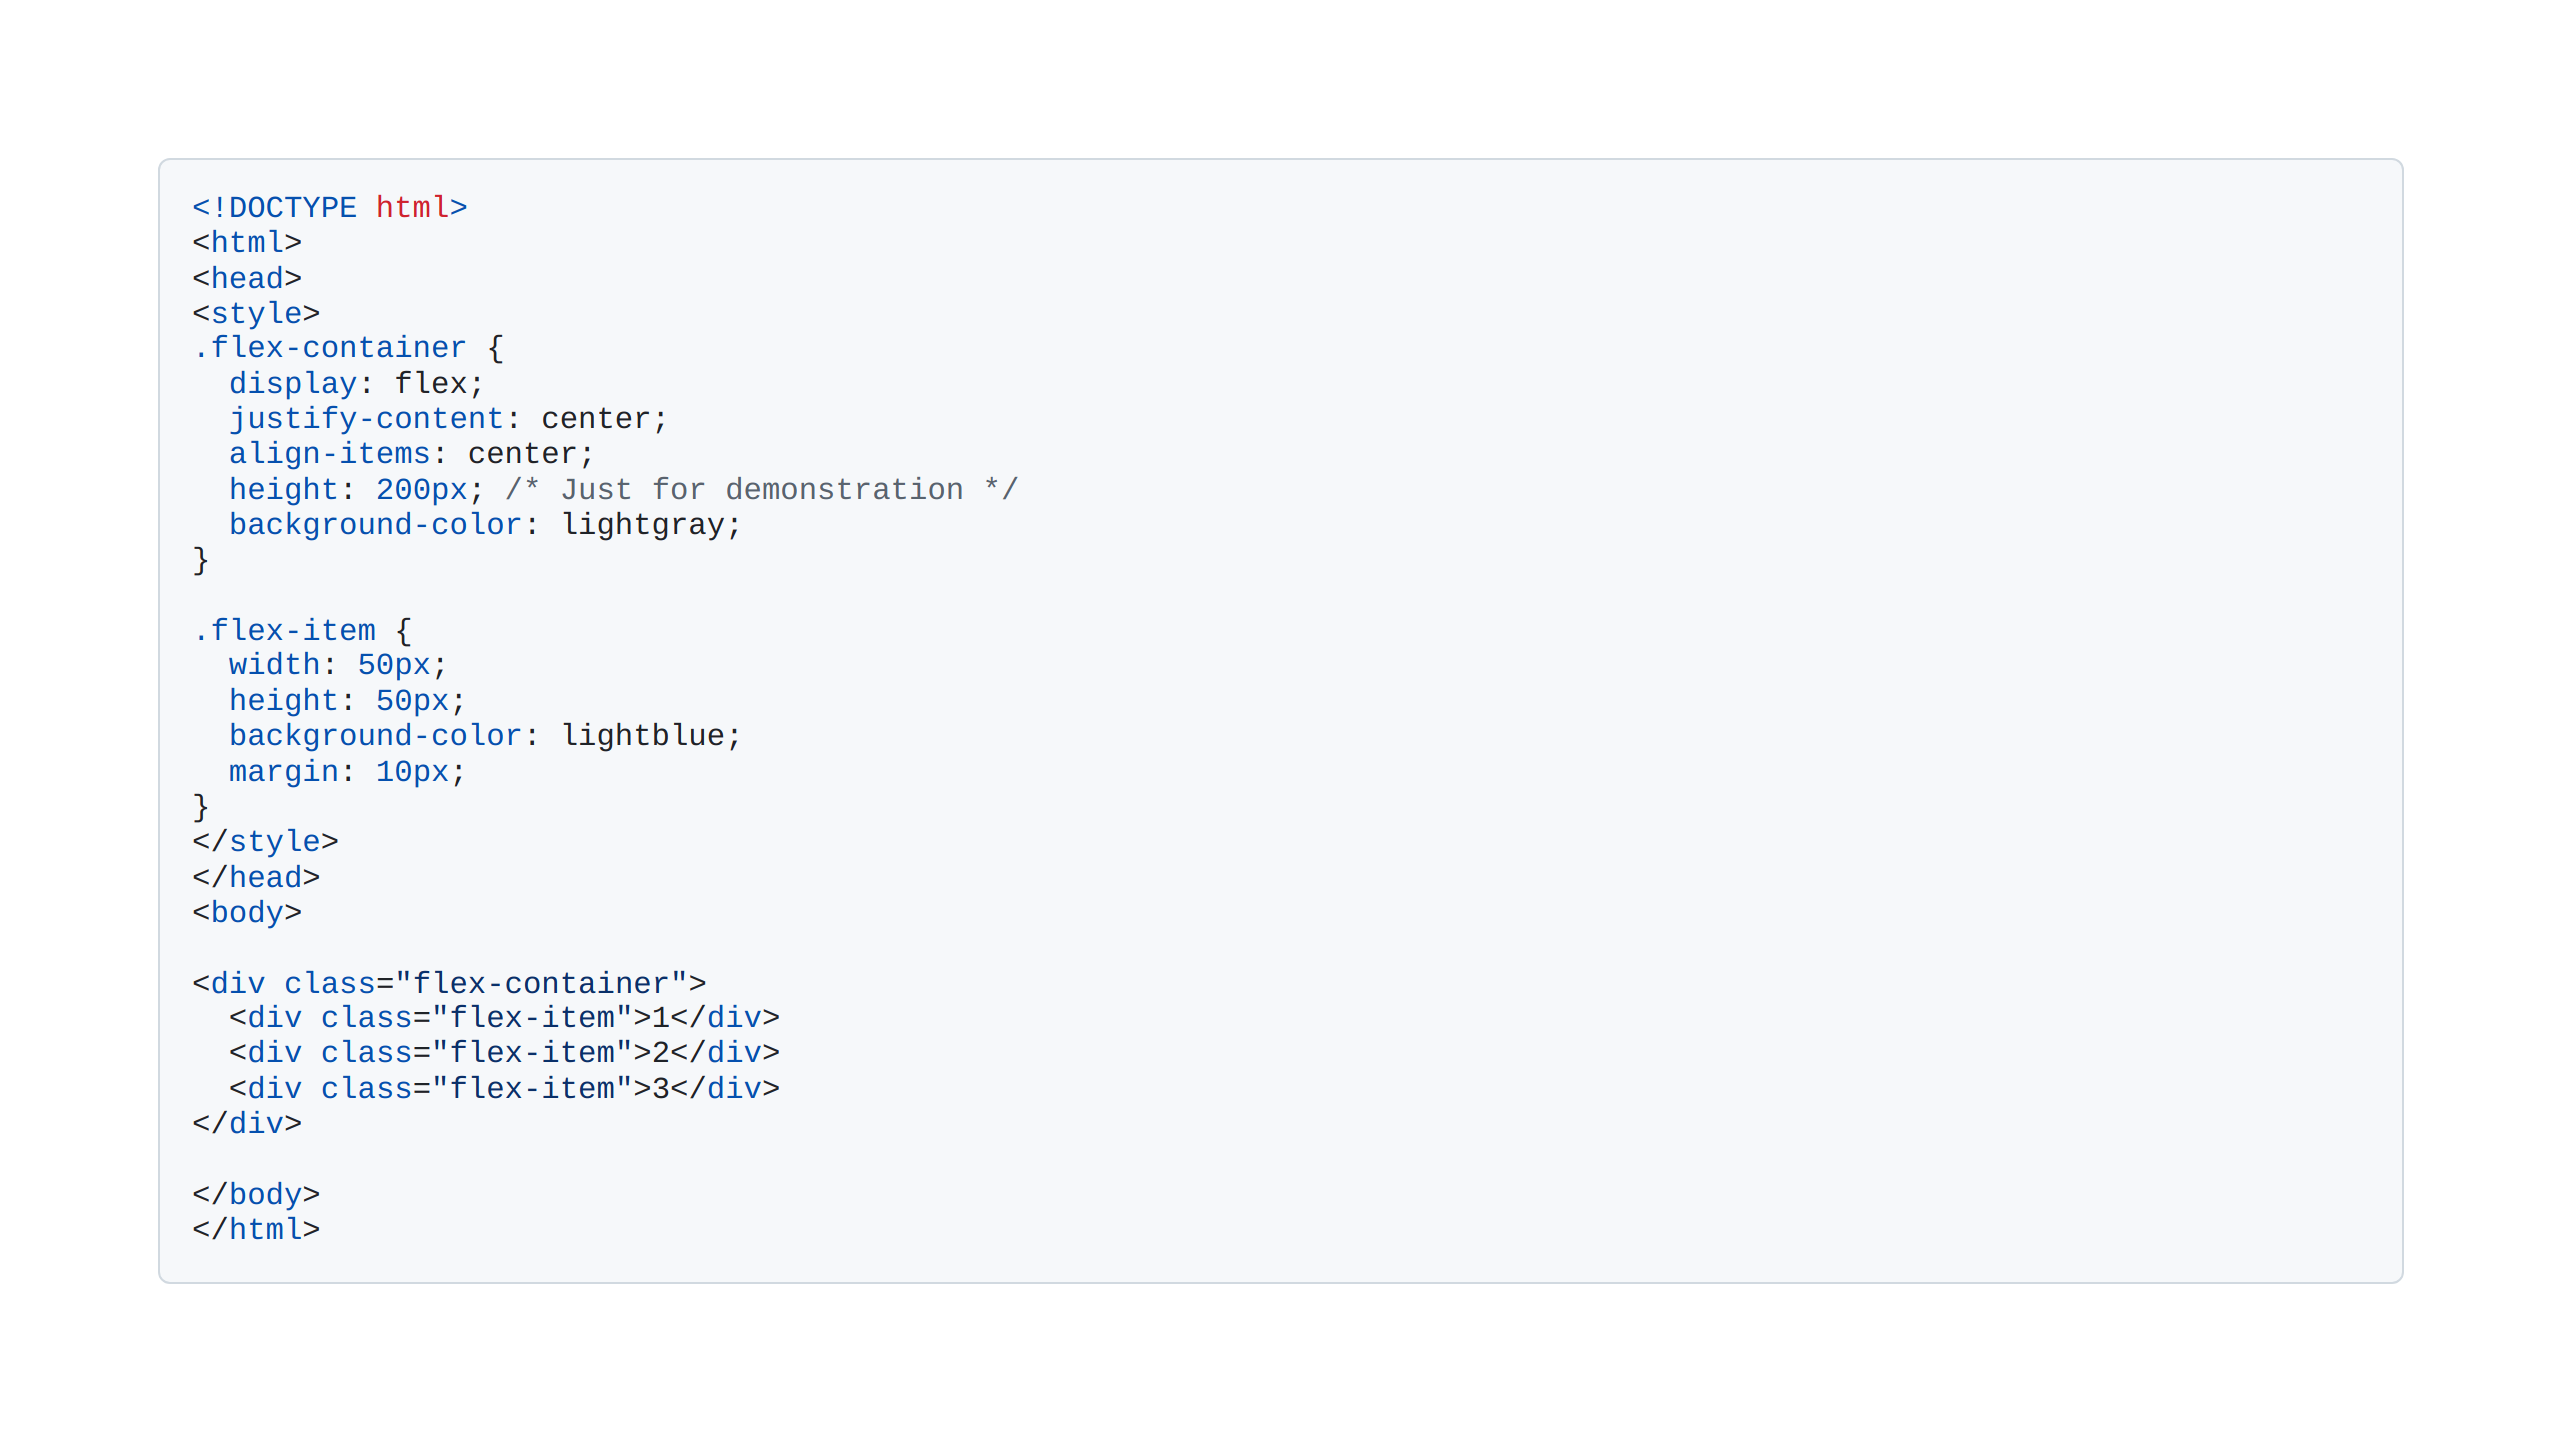 <!DOCTYPE html>
<html>
<head>
<style>
.flex-container {
  display: flex;
  justify-content: center;
  align-items: center;
  height: 200px; /* Just for demonstration */
  background-color: lightgray;
}

.flex-item {
  width: 50px;
  height: 50px;
  background-color: lightblue;
  margin: 10px;
}
</style>
</head>
<body>

<div class="flex-container">
  <div class="flex-item">1</div>
  <div class="flex-item">2</div>
  <div class="flex-item">3</div>
</div>

</body>
</html>